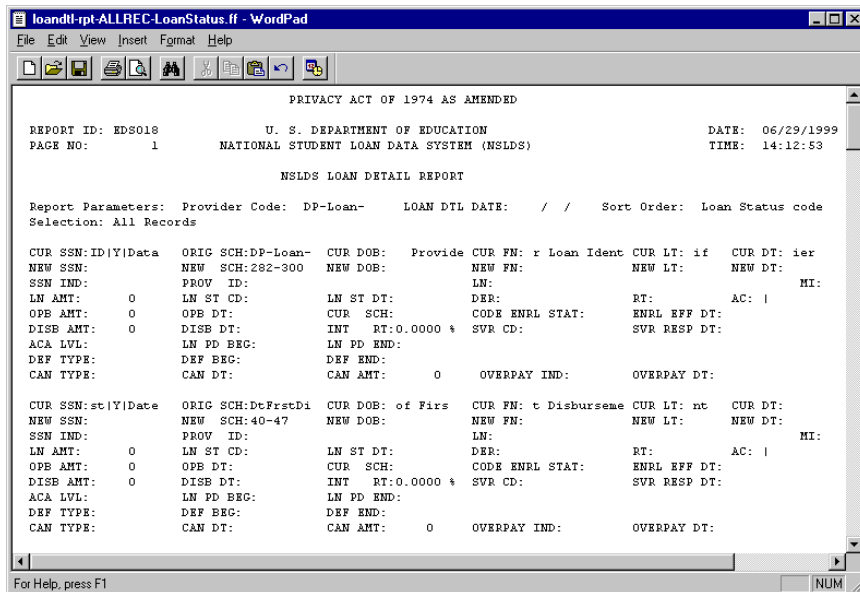 loandtl-rpt-ALLREC-LoanStatus.ff - WordPad
File Edit View Insert Format Help
PRIVACY ACT OF 1974 AS AMENDED
REPORT ID: EDS018 U. S. DEPARTMENT OF EDUCATION DATE: 06/29/1999
PAGE NO: 1 NATIONAL STUDENT LOAN DATA SYSTEM (NSLDS) TIME: 14:12:53
NSLDS LOAN DETAIL REPORT
Report Parameters: Provider Code: DP-Loan- LOAN DTL DATE: / / Sort Order: Loan Status code
Selection: All Records
CUR SSN:ID|Y|Data ORIG SCH:DP-Loan- CUR DOB: Provide CUR FN: r Loan Ident CUR LT: if CUR DT: ier
NEW SSN: NEW SCH:282-300 NEW DOB: NEW FN: NEW LT: NEW DT:
SSN IND: PROV ID: LN: MI:
LN AMT: 0 LN ST CD: LN ST DT: DER: RT: AC: |
OPB AMT: 0 OPB DT: CUR SCH: CODE ENRL STAT: ENRL EFF DT:
DISB AMT: 0 DISB DT: INT RT:0.0000 % SVR CD: SVR RESP DT:
ACA LVL: LN PD BEG: LN PD END:
DEF TYPE: DEF BEG: DEF END:
CAN TYPE: CAN DT: CAN AMT: 0 OVERPAY IND: OVERPAY DT:
CUR SSN:st|Y|Date ORIG SCH:DtFrstDi CUR DOB: of Firs CUR FN: t Disburseme CUR LT: nt CUR DT:
NEW SSN: NEW SCH:40-47 NEW DOB: NEW FN: NEW LT: NEW DT:
SSN IND: PROV ID: LN: MI:
LN AMT: 0 LN ST CD: LN ST DT: DER: RT: AC: |
OPB AMT: 0 OPB DT: CUR SCH: CODE ENRL STAT: ENRL EFF DT:
DISB AMT: 0 DISB DT: INT RT:0.0000 % SVR CD: SVR RESP DT:
ACA LVL: LN PD BEG: LN PD END:
DEF TYPE: DEF BEG: DEF END:
CAN TYPE: CAN DT: CAN AMT: 0 OVERPAY IND: OVERPAY DT:
For Help, press F1 NUM